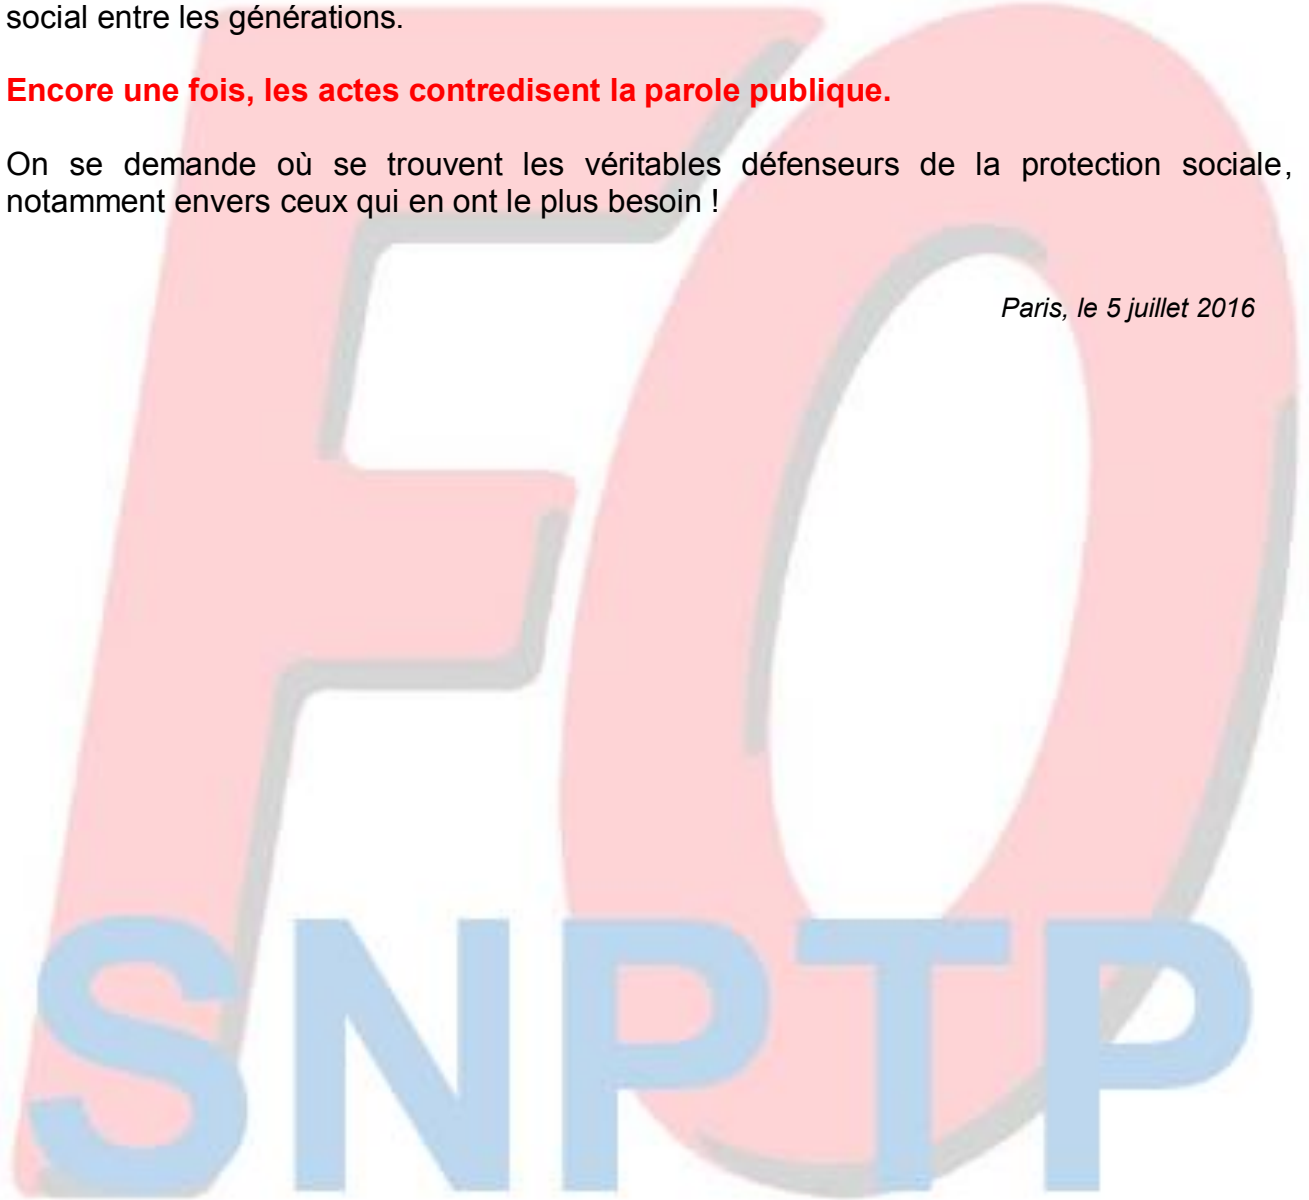 social entre les générations.
Encore une fois, les actes contredisent la parole publique.
On se demande où se trouvent les véritables défenseurs de la protection sociale,
notamment envers ceux qui en ont le plus besoin !
Paris, le 5 juillet 2016
FO
SNPTP